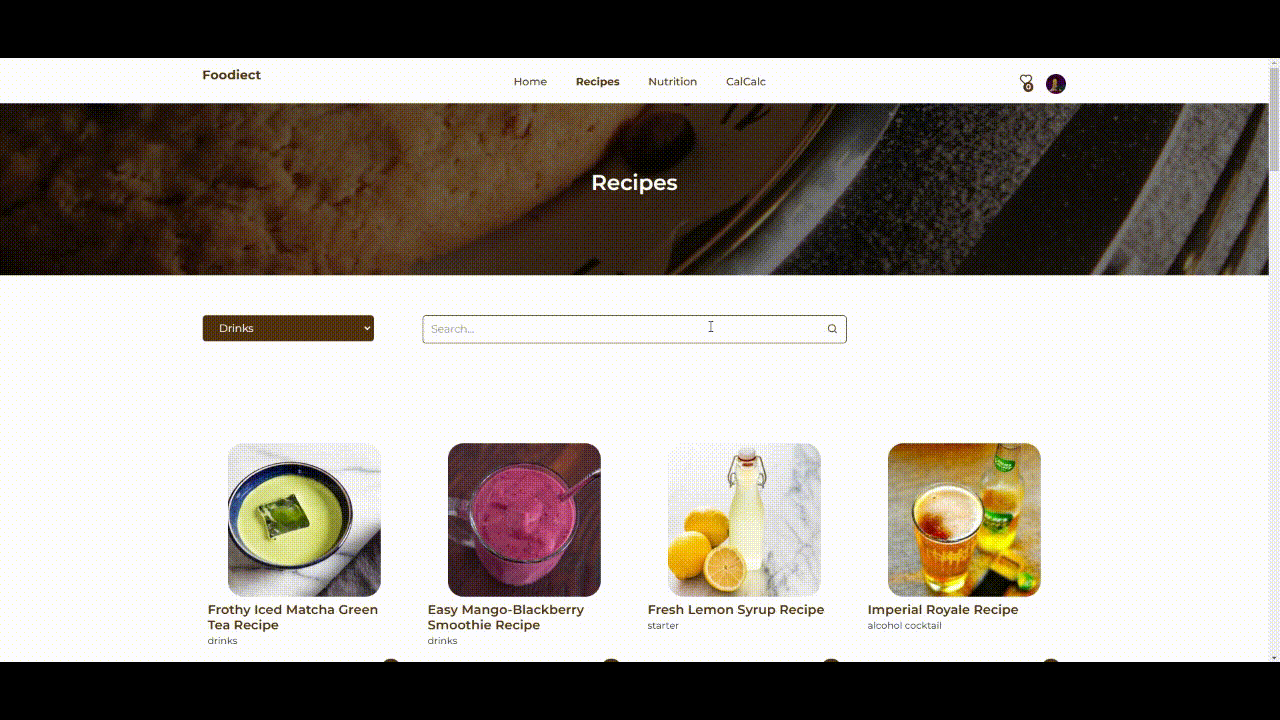 Foodiect
Home Recipes Nutrition CalCalc
0
Recipes
Drinks
Search...
Frothy Iced Matcha Green
Tea Recipe
drinks
Easy Mango-Blackberry
Smoothie Recipe
drinks
Fresh Lemon Syrup Recipe
starter
Imperial Royale Recipe
alcohol cocktail